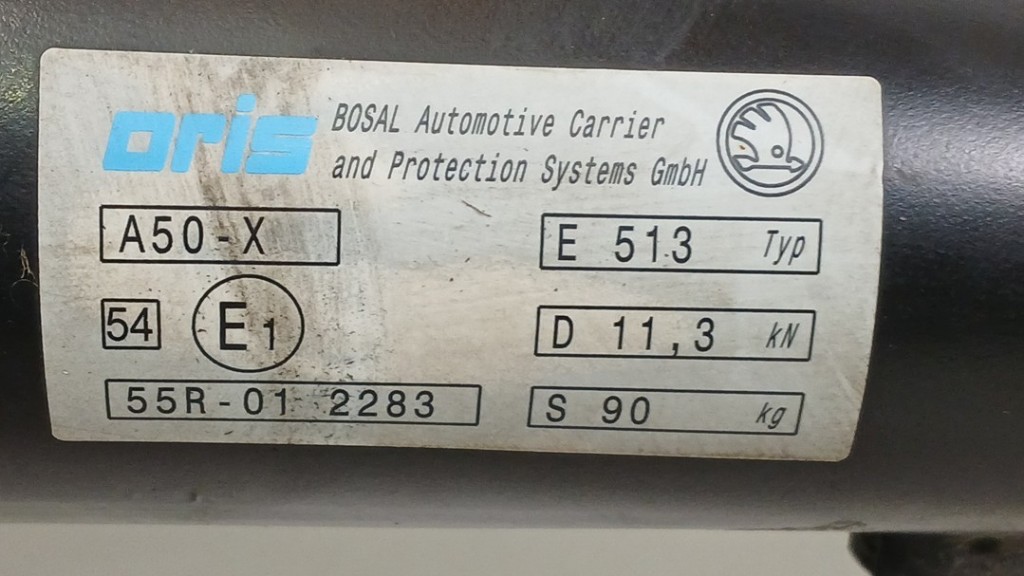 oris
BOSAL Automotive Carrier
and Protection Systems GmbH
A50-X
E 513 Typ
54
E1
D 11,3 kN
55R-01 2283
S 90 kg